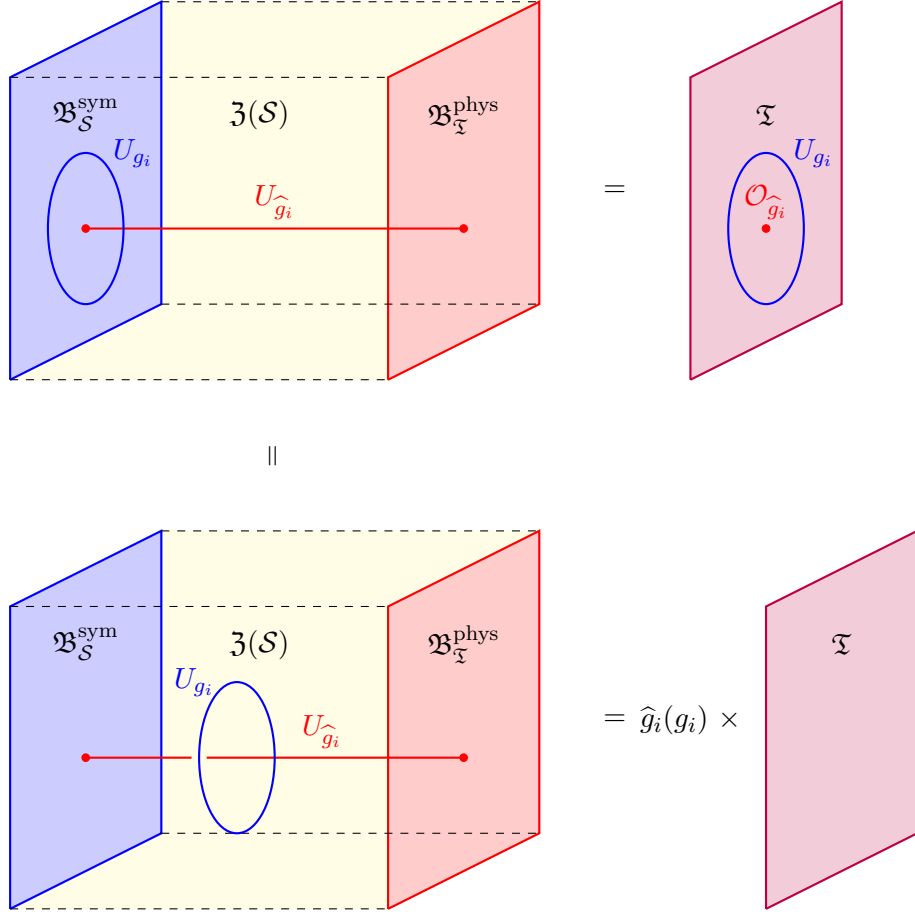 𝔅^sym_𝒮 ℨ(𝒮) 𝔅^phys_𝔗 𝔗
U_{g_i} U_{g_i}
U_{\widehat{g_i}} = 𝒪_{\widehat{g_i}}
=
𝔅^sym_𝒮 ℨ(𝒮) 𝔅^phys_𝔗 𝔗
U_{g_i}
U_{\widehat{g_i}} = \widehat{g}_i(g_i) ×